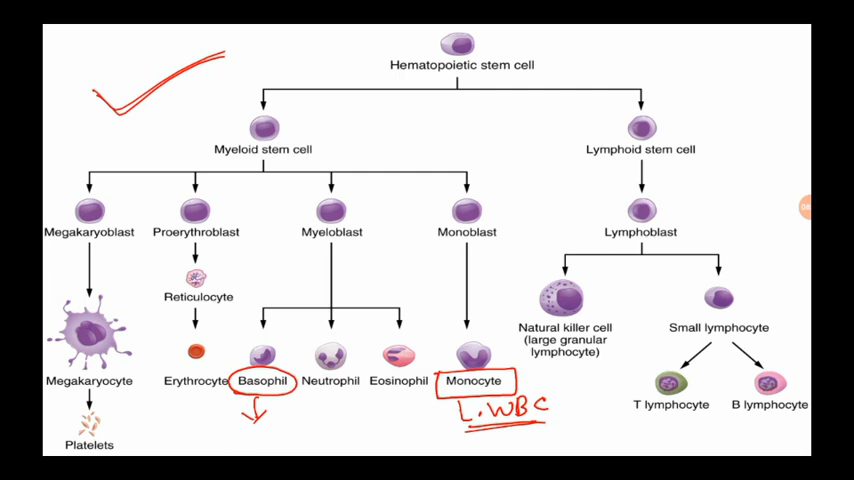 Hematopoietic stem cell
Myeloid stem cell
Lymphoid stem cell
Megakaryoblast
Proerythroblast
Myeloblast
Monoblast
Lymphoblast
Reticulocyte
Natural killer cell
(large granular
lymphocyte)
Small lymphocyte
Megakaryocyte
Erythrocyte
Basophil
Neutrophil
Eosinophil
Monocyte
L.WBC
T lymphocyte
B lymphocyte
Platelets